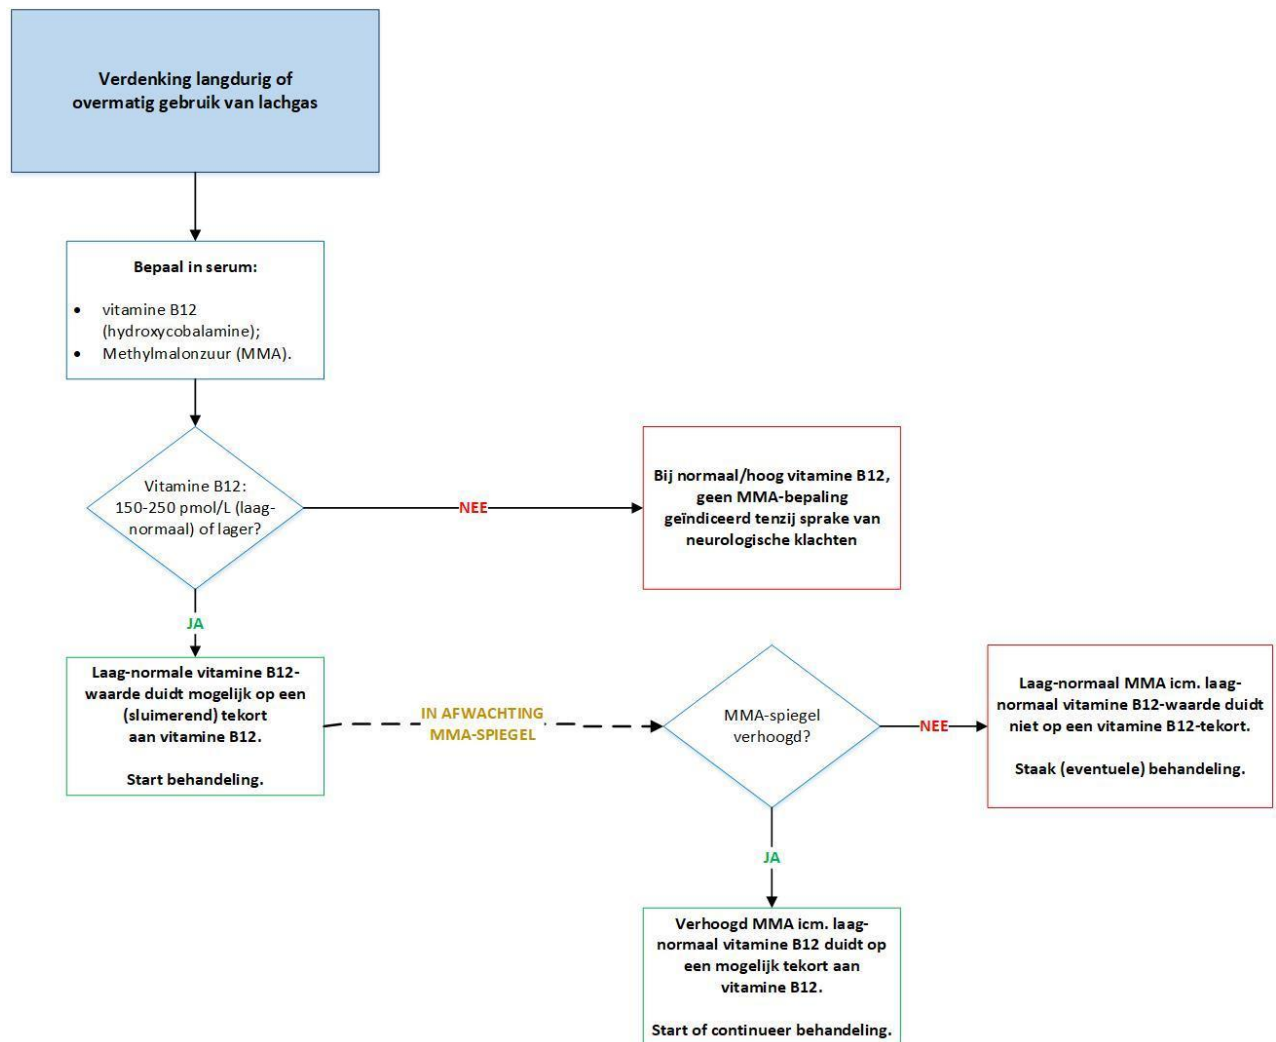 Verdenking langdurig of
overmatig gebruik van lachgas
Bepaal in serum:
• vitamine B12
(hydroxycobalamine);
• Methylmalonzuur (MMA).
Vitamine B12:
150-250 pmol/L (laag-
normaal) of lager?
NEE
Bij normaal/hoog vitamine B12,
geen MMA-bepaling
geïndiceerd tenzij sprake van
neurologische klachten
JA
Laag-normale vitamine B12-
waarde duidt mogelijk op een
(sluimerend) tekort
aan vitamine B12.
Start behandeling.
IN AFWACHTING
MMA-SPIEGEL
MMA-spiegel
verhoogd?
NEE
Laag-normaal MMA icm. laag-
normaal vitamine B12-waarde duidt
niet op een vitamine B12-tekort.
Staak (eventuele) behandeling.
JA
Verhoogd MMA icm. laag-
normaal vitamine B12 duidt op
een mogelijk tekort aan
vitamine B12.
Start of continueer behandeling.